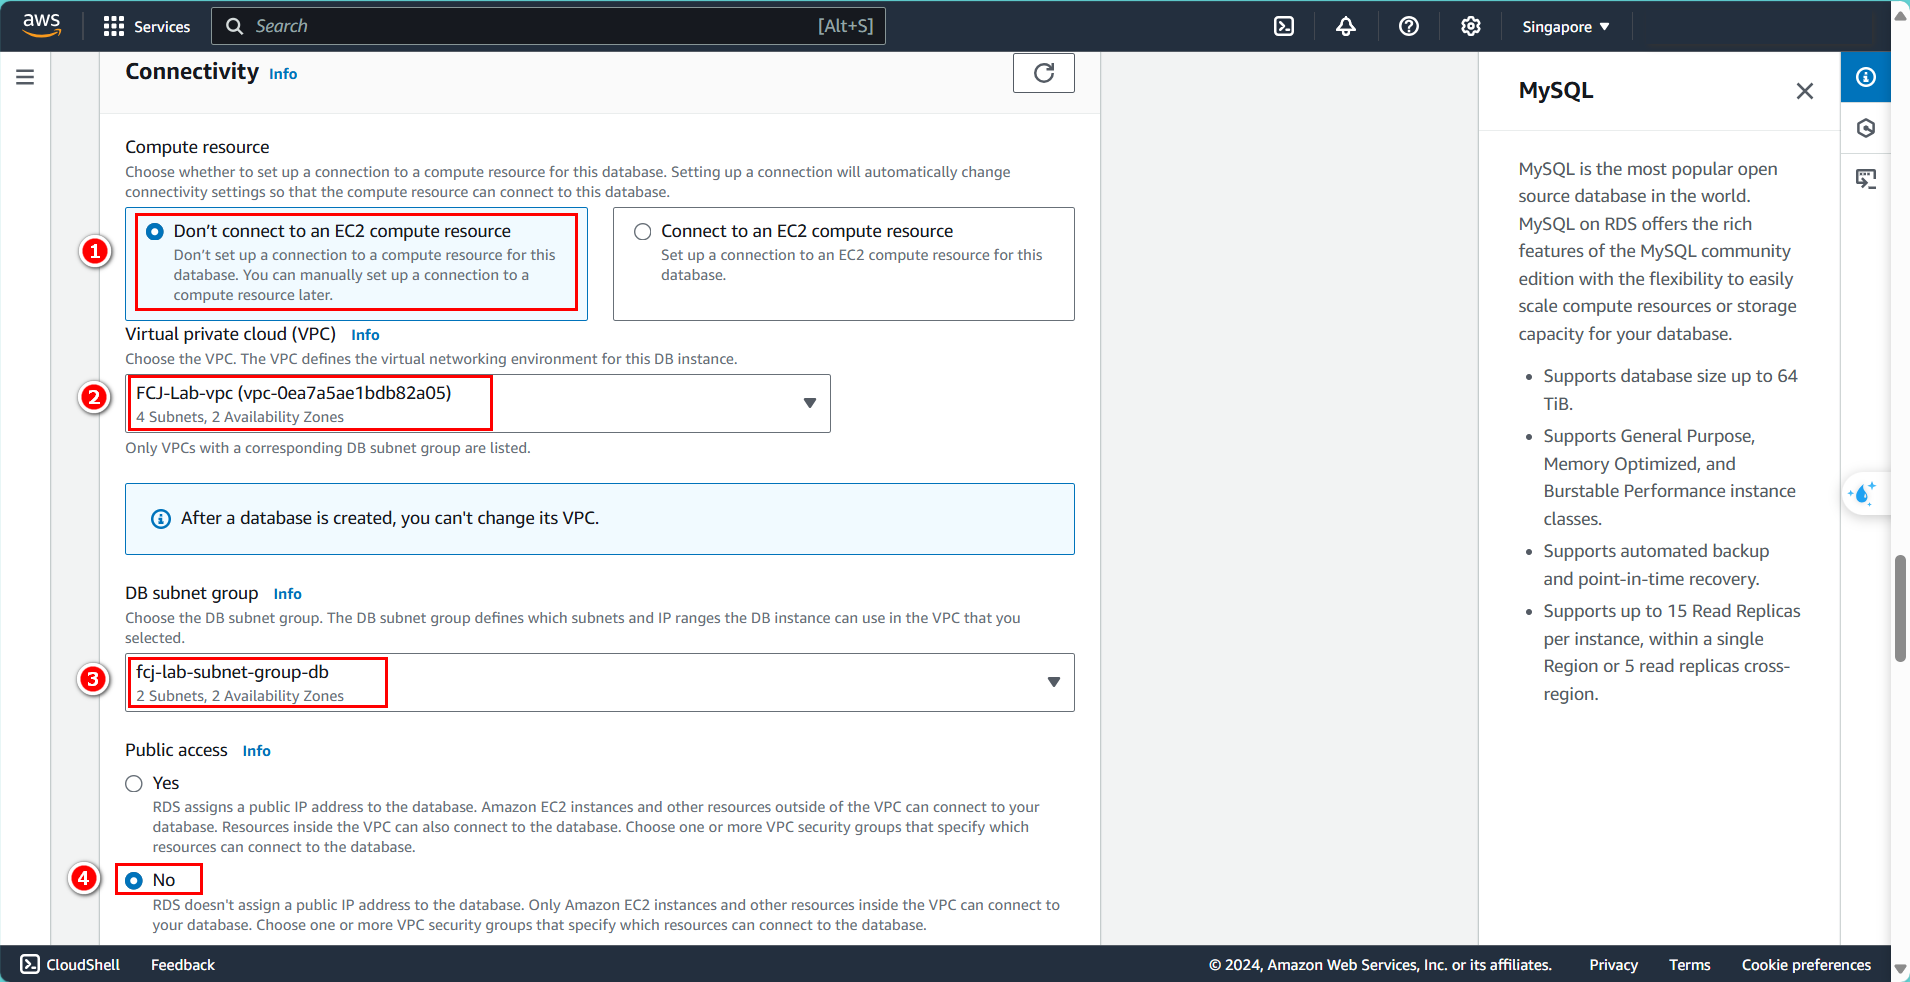 aws
Services
Search
[Alt+S]
Singapore
Connectivity Info
Compute resource
Choose whether to set up a connection to a compute resource for this database. Setting up a connection will automatically change
connectivity settings so that the compute resource can connect to this database.
1
Don't connect to an EC2 compute resource
Don't set up a connection to a compute resource for this
database. You can manually set up a connection to a
compute resource later.
Connect to an EC2 compute resource
Set up a connection to an EC2 compute resource for this
database.
Virtual private cloud (VPC) Info
Choose the VPC. The VPC defines the virtual networking environment for this DB instance.
2
FCJ-Lab-vpc (vpc-0ea7a5ae1bdb82a05)
4 Subnets, 2 Availability Zones
Only VPCs with a corresponding DB subnet group are listed.
After a database is created, you can't change its VPC.
DB subnet group Info
Choose the DB subnet group. The DB subnet group defines which subnets and IP ranges the DB instance can use in the VPC that you
selected.
3
fcj-lab-subnet-group-db
2 Subnets, 2 Availability Zones
Public access Info
Yes
RDS assigns a public IP address to the database. Amazon EC2 instances and other resources outside of the VPC can connect to your
database. Resources inside the VPC can also connect to the database. Choose one or more VPC security groups that specify which
resources can connect to the database.
4
No
RDS doesn't assign a public IP address to the database. Only Amazon EC2 instances and other resources inside the VPC can connect to
your database. Choose one or more VPC security groups that specify which resources can connect to the database.
MySQL
MySQL is the most popular open
source database in the world.
MySQL on RDS offers the rich
features of the MySQL community
edition with the flexibility to easily
scale compute resources or storage
capacity for your database.
• Supports database size up to 64
TiB.
• Supports General Purpose,
Memory Optimized, and
Burstable Performance instance
classes.
• Supports automated backup
and point-in-time recovery.
• Supports up to 15 Read Replicas
per instance, within a single
Region or 5 read replicas cross-
region.
CloudShell
Feedback
© 2024, Amazon Web Services, Inc. or its affiliates.
Privacy
Terms
Cookie preferences